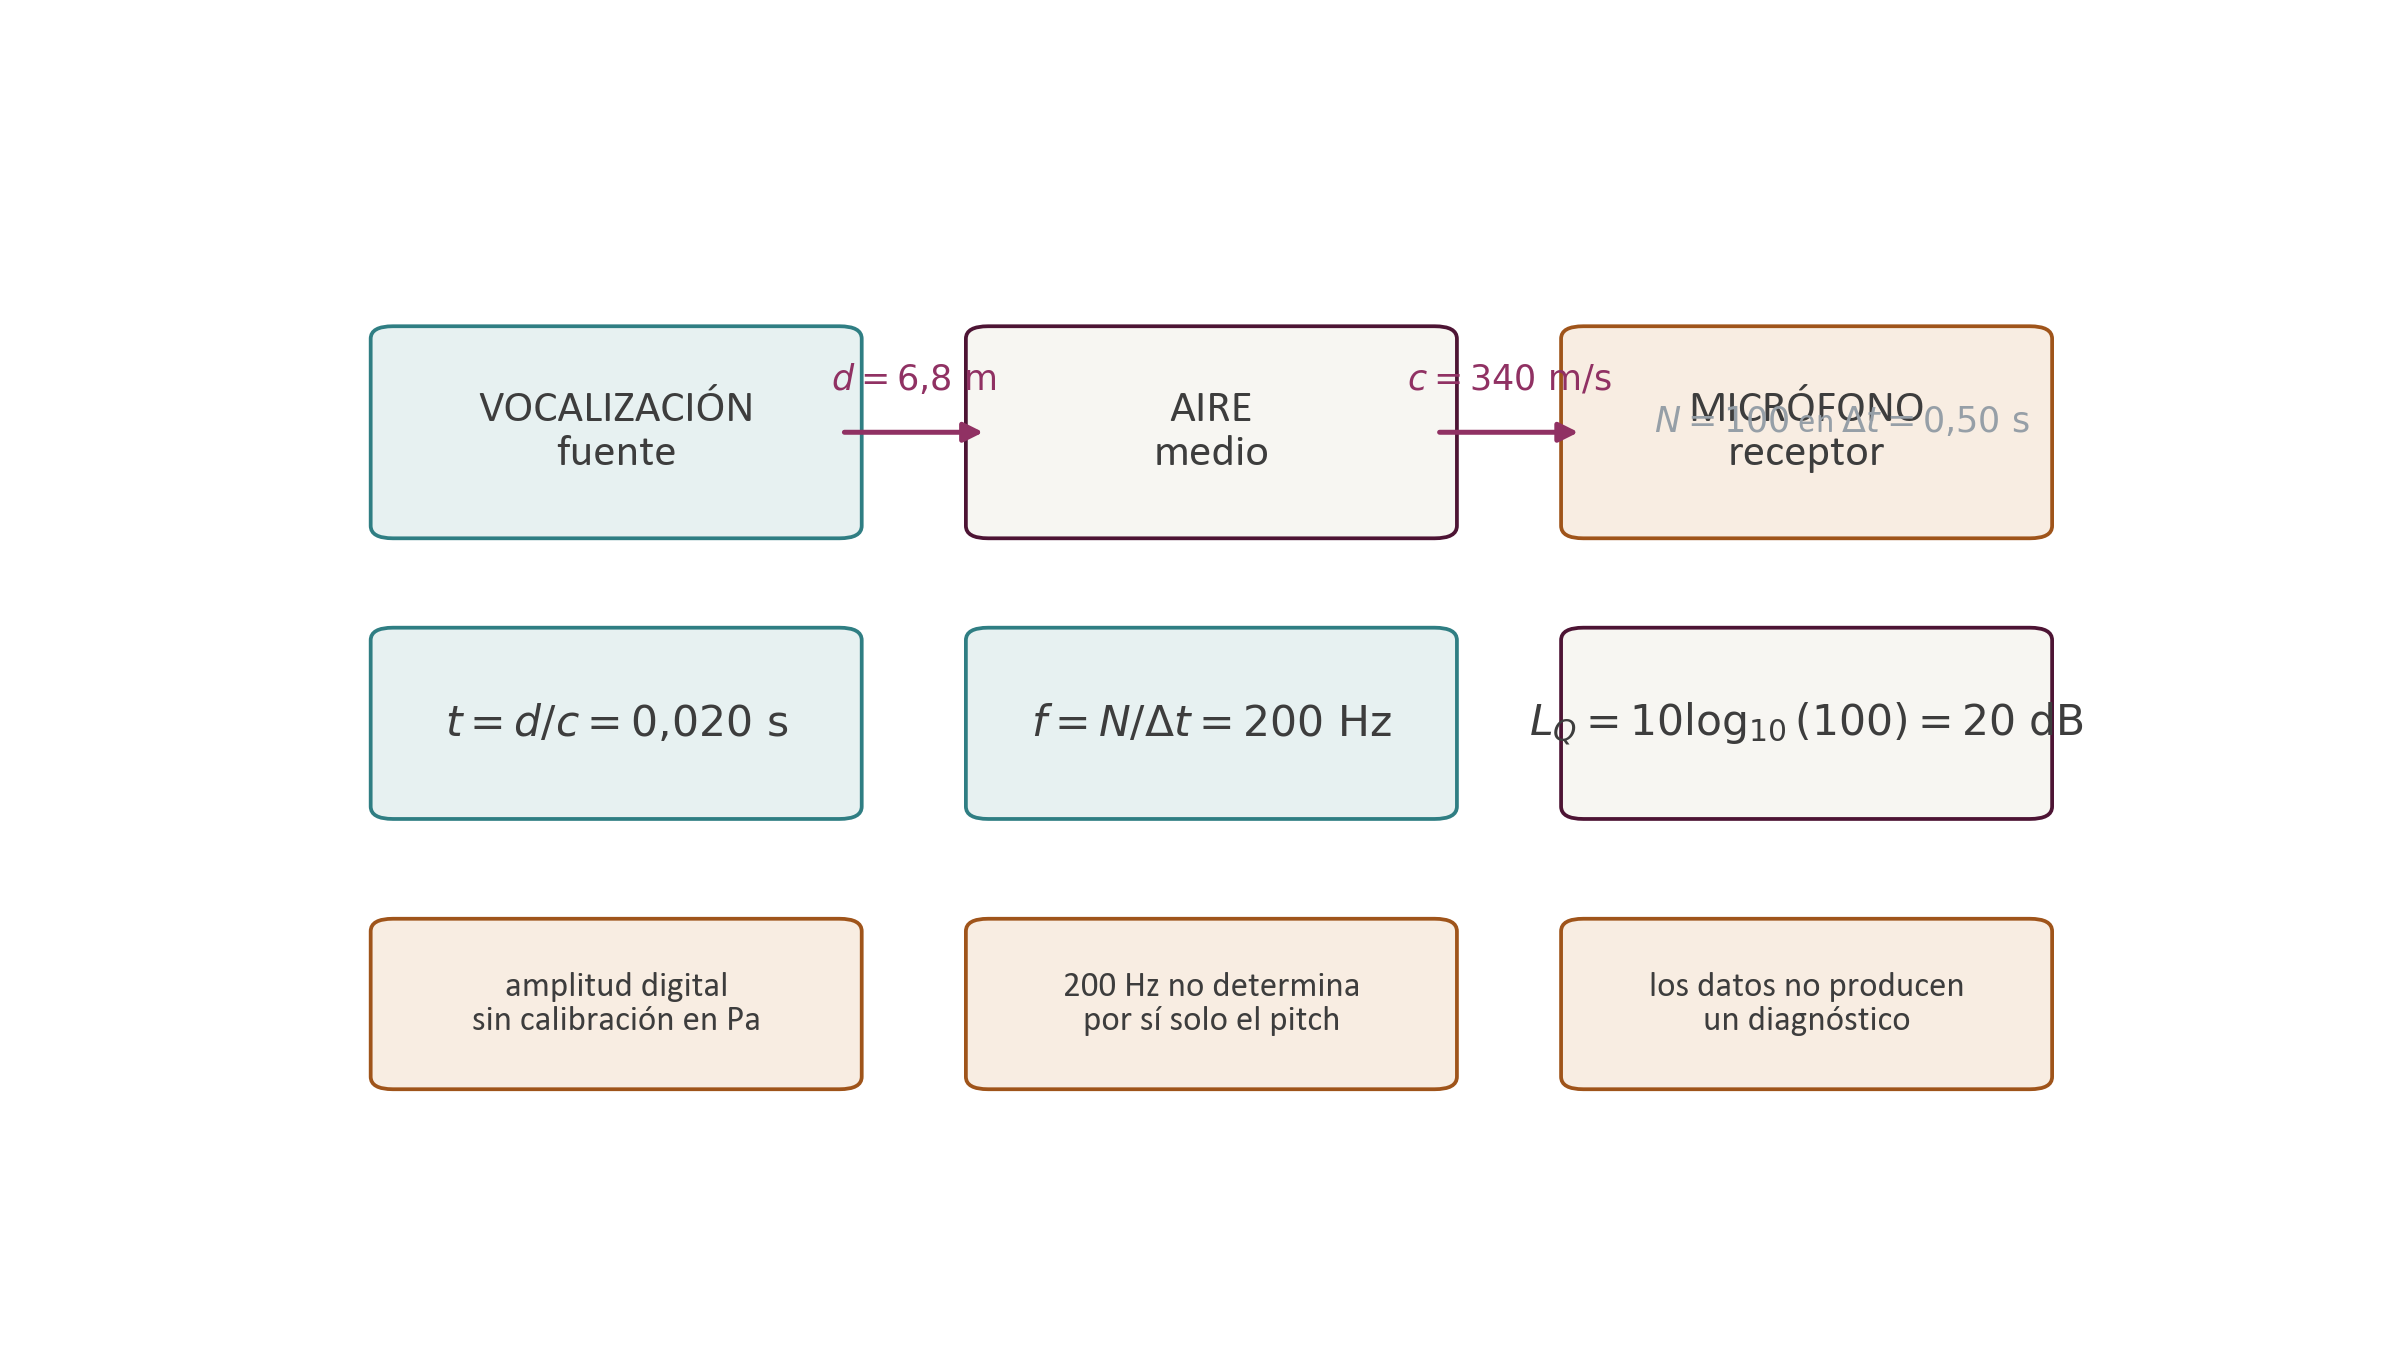 d = 6,8 m
c = 340 m/s
VOCALIZACIÓN
fuente
AIRE
medio
MICRÓFONO
N = 100 en Δt = 0,50 s
receptor
t = d/c = 0,020 s
f = N/Δt = 200 Hz
L_Q = 10log₁₀ (100) = 20 dB
amplitud digital
sin calibración en Pa
200 Hz no determina
por sí solo el pitch
los datos no producen
un diagnóstico